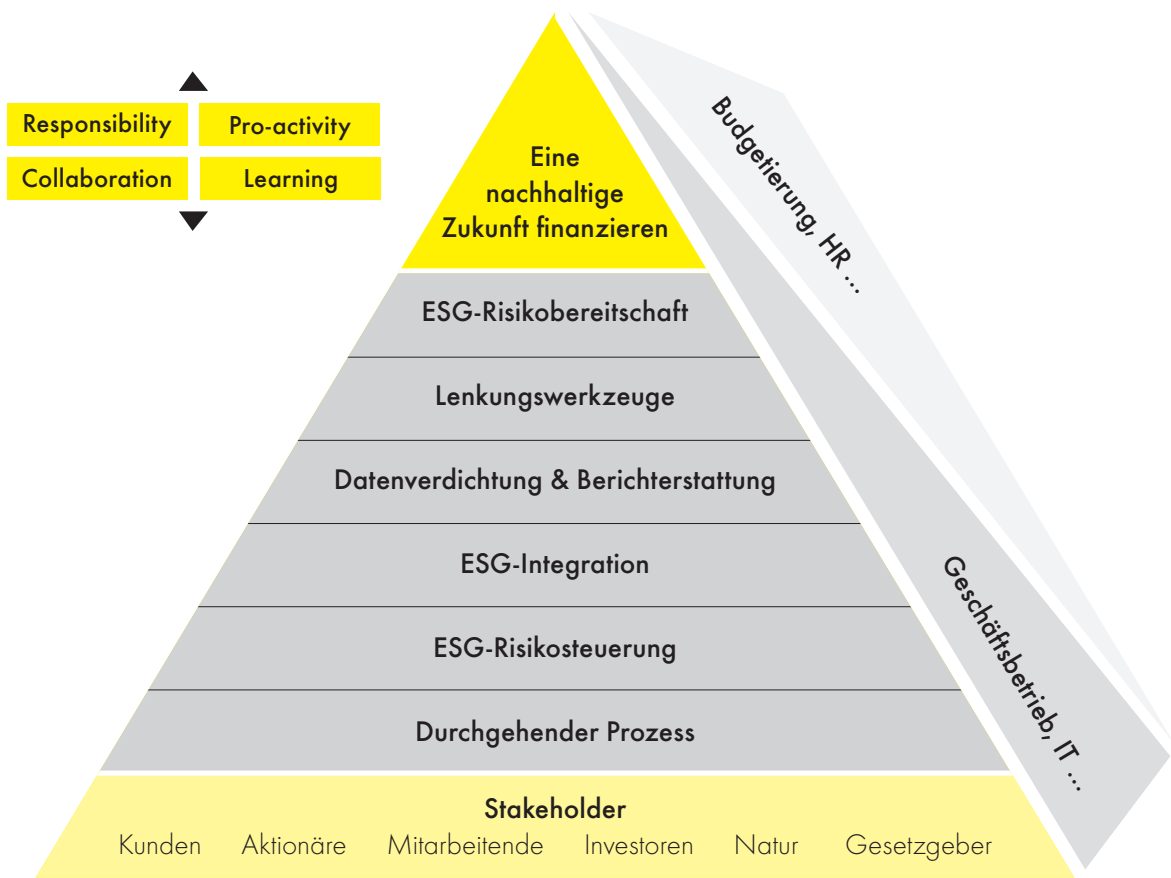 Responsibility
Pro-activity
Collaboration
Learning
Eine
nachhaltige
Zukunft finanzieren
ESG-Risikobereitschaft
Lenkungswerkzeuge
Datenverdichtung & Berichterstattung
ESG-Integration
ESG-Risikosteuerung
Durchgehender Prozess
Stakeholder
Kunden Aktionäre Mitarbeitende Investoren Natur Gesetzgeber
Budgetierung, HR ...
Geschäftsbetrieb, IT ...